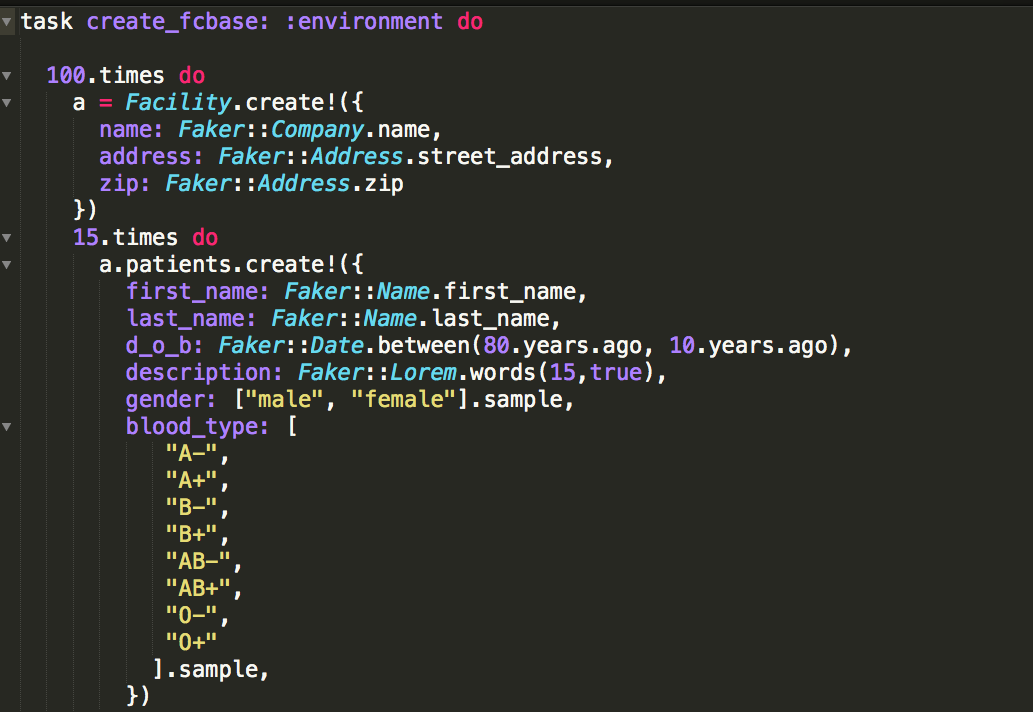 task create_fcbase: :environment do
100.times do
a = Facility.create!({
name: Faker::Company.name,
address: Faker::Address.street_address,
zip: Faker::Address.zip
})
15.times do
a.patients.create!({
first_name: Faker::Name.first_name,
last_name: Faker::Name.last_name,
d_o_b: Faker::Date.between(80.years.ago, 10.years.ago),
description: Faker::Lorem.words(15,true),
gender: ["male", "female"].sample,
blood_type: [
"A-",
"A+",
"B-",
"B+",
"AB-",
"AB+",
"O-",
"O+"
].sample,
})